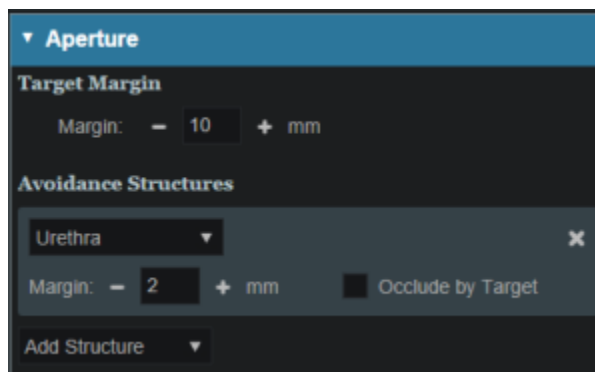 Aperture
Target Margin
Margin: − 10 + mm
Avoidance Structures
Urethra
Margin: − 2 + mm Occlude by Target
Add Structure